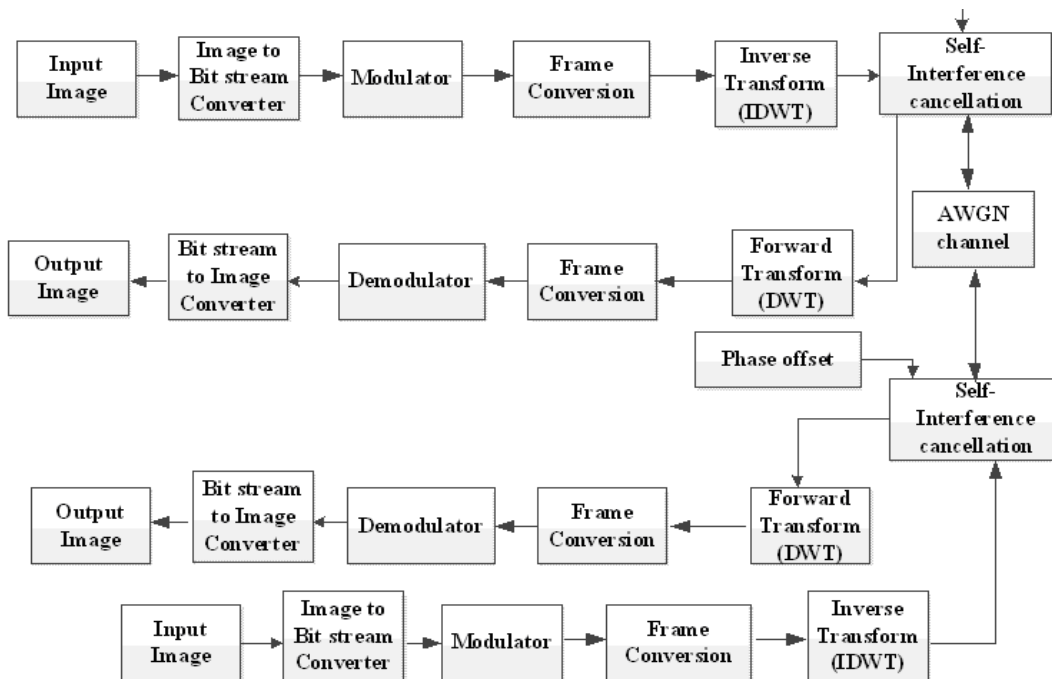 Input
Image
Image to
Bit stream
Converter
Modulator
Frame
Conversion
Inverse
Transform
(IDWT)
Self-
Interference
cancellation
AWGN
channel
Output
Image
Bit stream
to Image
Converter
Demodulator
Frame
Conversion
Forward
Transform
(DWT)
Phase offset
Self-
Interference
cancellation
Output
Image
Bit stream
to Image
Converter
Demodulator
Frame
Conversion
Forward
Transform
(DWT)
Input
Image
Image to
Bit stream
Converter
Modulator
Frame
Conversion
Inverse
Transform
(IDWT)